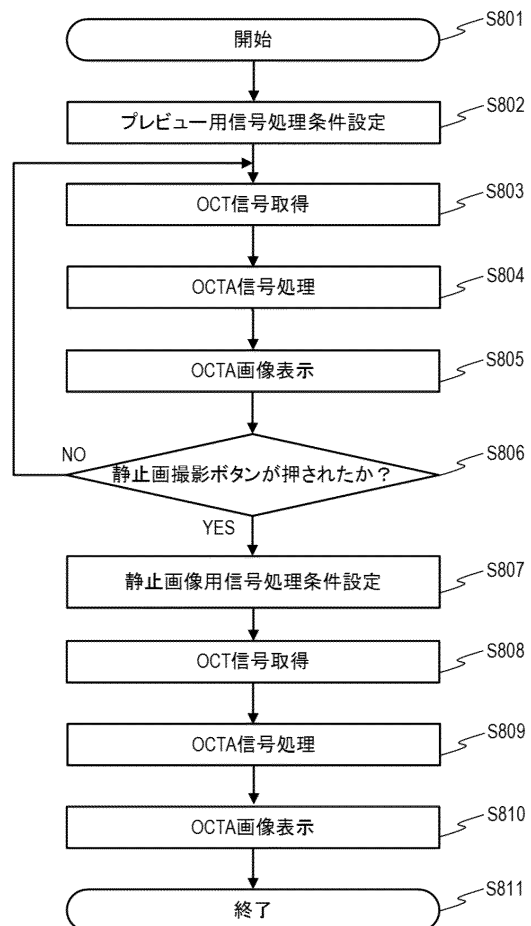 開始
S801
プレビュー用信号処理条件設定
S802
OCT信号取得
S803
OCTA信号処理
S804
OCTA画像表示
S805
静止画撮影ボタンが押されたか？
S806
NO
YES
静止画像用信号処理条件設定
S807
OCT信号取得
S808
OCTA信号処理
S809
OCTA画像表示
S810
終了
S811